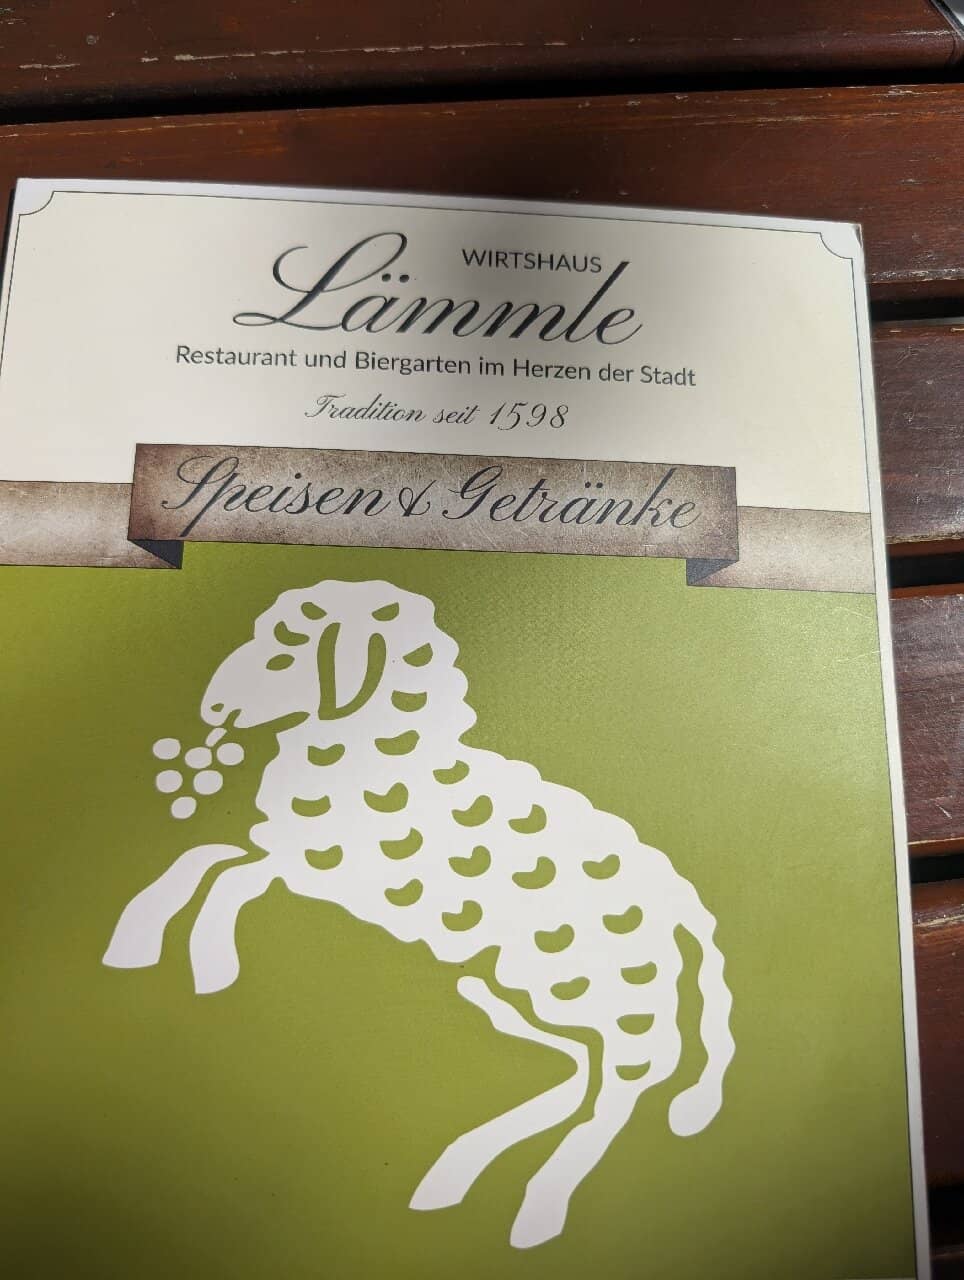 WIRTSHAUS
Lämmle
Restaurant und Biergarten im Herzen der Stadt
Tradition seit 1598
Speisen & Getränke